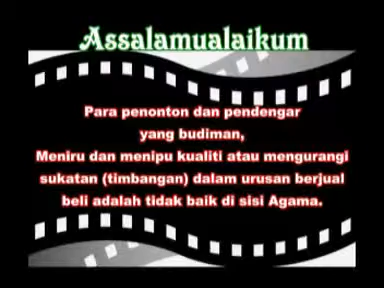 Assalamualaikum
Para penonton dan pendengar
yang budiman,
Meniru dan menipu kualiti atau mengurangi
sukatan (timbangan) dalam urusan berjual
beli adalah tidak baik di sisi Agama.